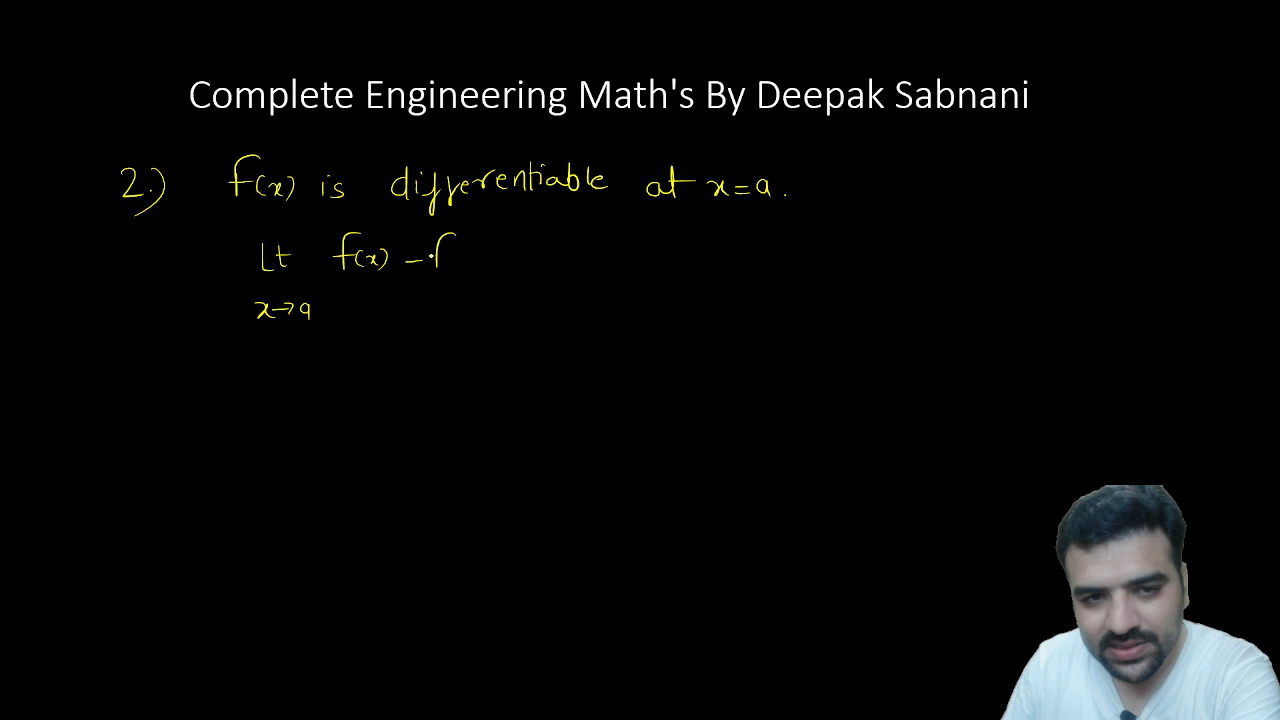 Complete Engineering Math's By Deepak Sabnani
2.) f(x) is differentiable at x=a.
Lt f(x) - f
x→a